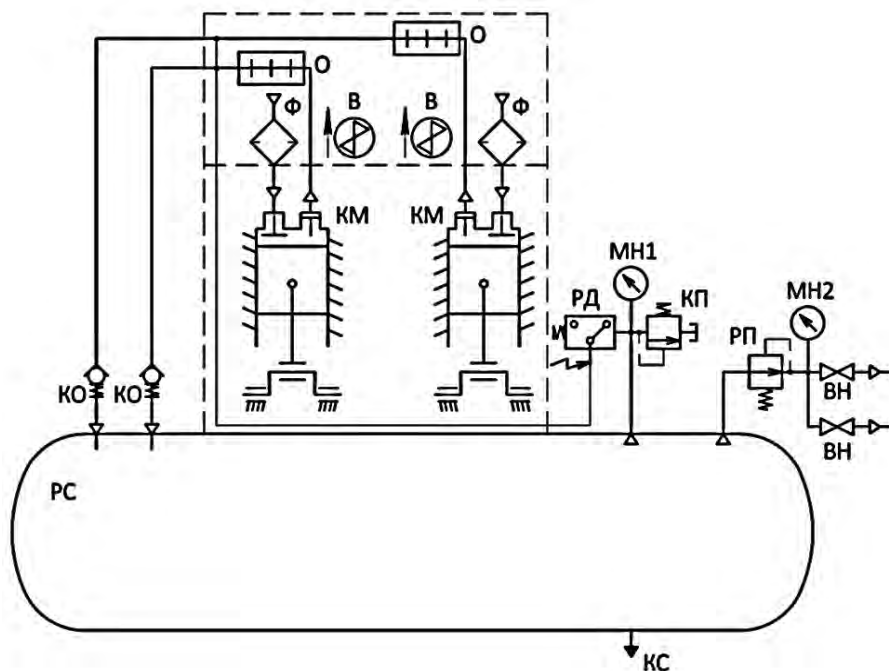 О
О
Ф
В
В
Ф
КМ
КМ
МН1
РД
КП
МН2
РП
КО
КО
ВН
ВН
РС
КС